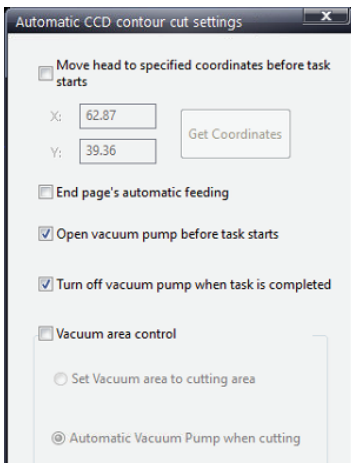 Automatic CCD contour cut settings
Move head to specified coordinates before task
starts
X: 62.87
Get Coordinates
Y: 39.36
End page's automatic feeding
Open vacuum pump before task starts
Turn off vacuum pump when task is completed
Vacuum area control
Set Vacuum area to cutting area
Automatic Vacuum Pump when cutting